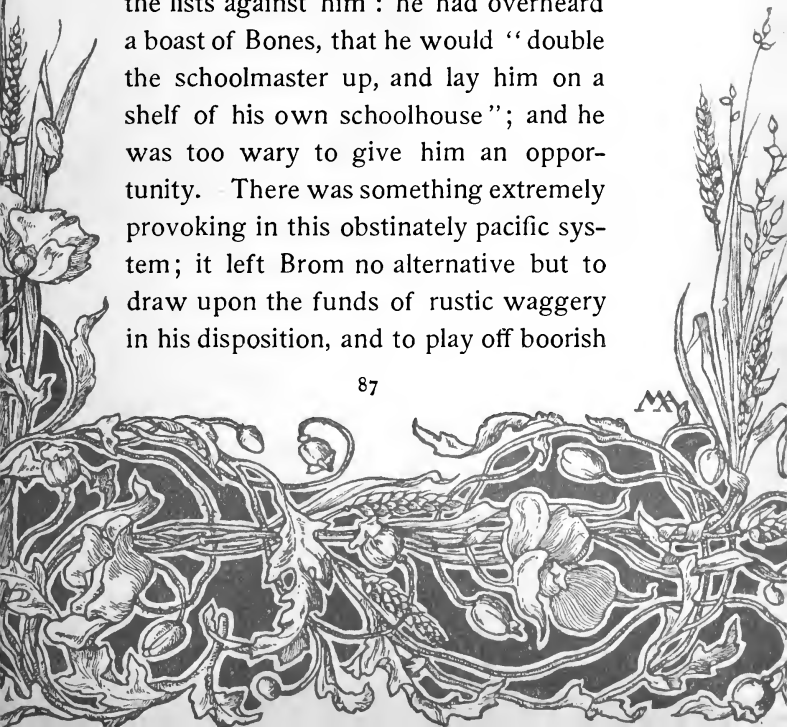 the lists against him : he had overheard
a boast of Bones, that he would “ double
the schoolmaster up, and lay him on a
shelf of his own schoolhouse ” ; and he
was too wary to give him an oppor-
tunity. There was something extremely
provoking in this obstinately pacific sys-
tem ; it left Brom no alternative but to
draw upon the funds of rustic waggery
in his disposition, and to play off boorish
87